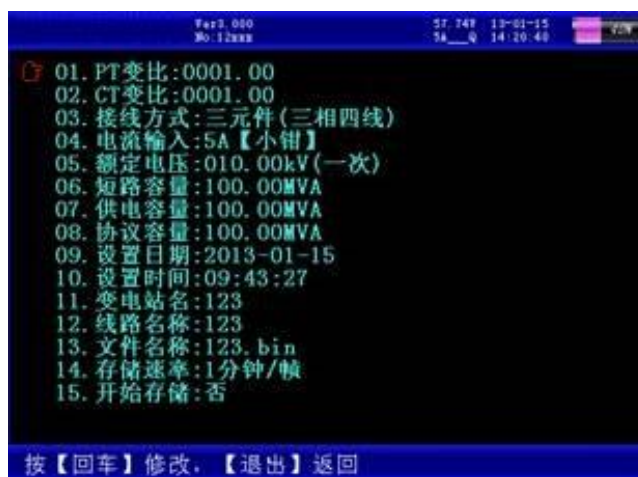 Ver3.000 57.74V 13-01-15
No:12xxx 5A__Q 14:20:40
01.PT变比:0001.00
02.CT变比:0001.00
03.接线方式:三元件(三相四线)
04.电流输入:5A【小钳】
05.额定电压:010.00kV(一次)
06.短路容量:100.00MVA
07.供电容量:100.00MVA
08.协议容量:100.00MVA
09.设置日期:2013-01-15
10.设置时间:09:43:27
11.变电站名:123
12.线路名称:123
13.文件名称:123.bin
14.存储速率:1分钟/帧
15.开始存储:否
按【回车】修改，【退出】返回